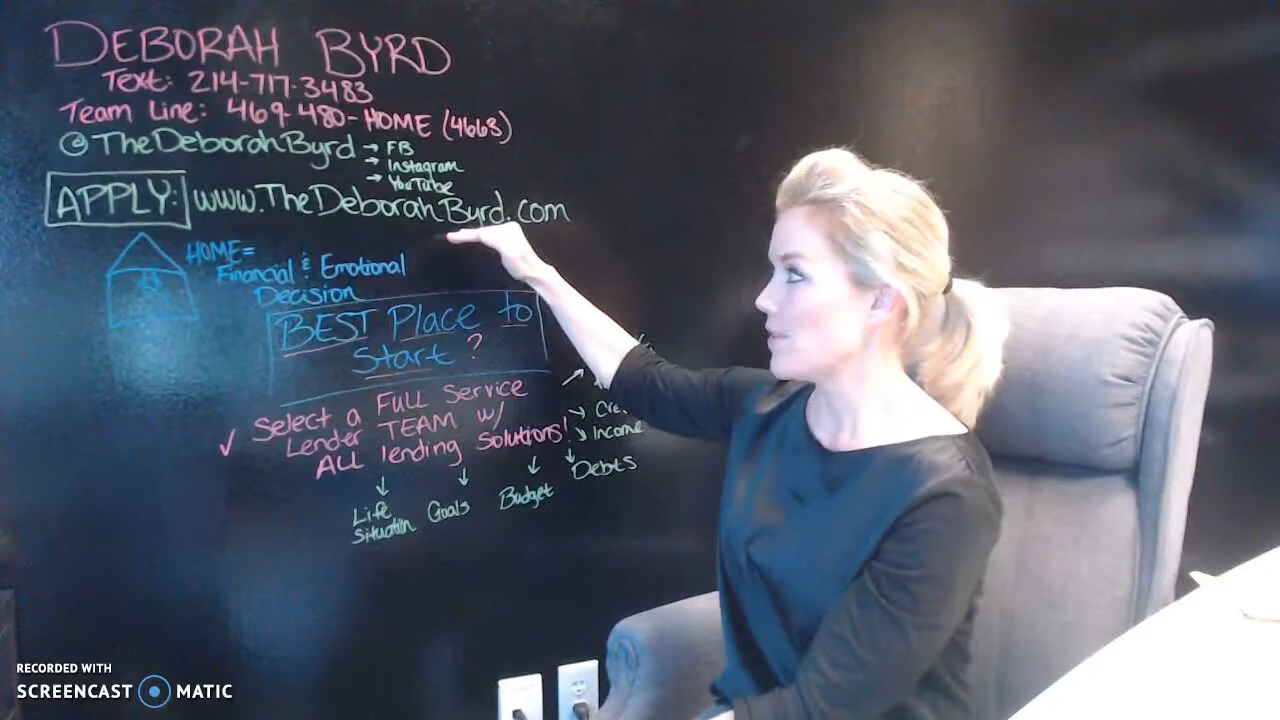 DEBORAH BYRD
Text: 214-717-3483
Team Line: 469-480-HOME (4663)
@TheDeborahByrd → FB
→ Instagram
→ YouTube
APPLY: www.TheDeborahByrd.com
HOME=
Financial & Emotional
Decision
BEST Place to
Start?
✓ Select a FULL Service
Lender TEAM w/
ALL lending Solutions!
Income
Debts
Budget
Goals
Life
Situation
RECORDED WITH
SCREENCAST MATIC